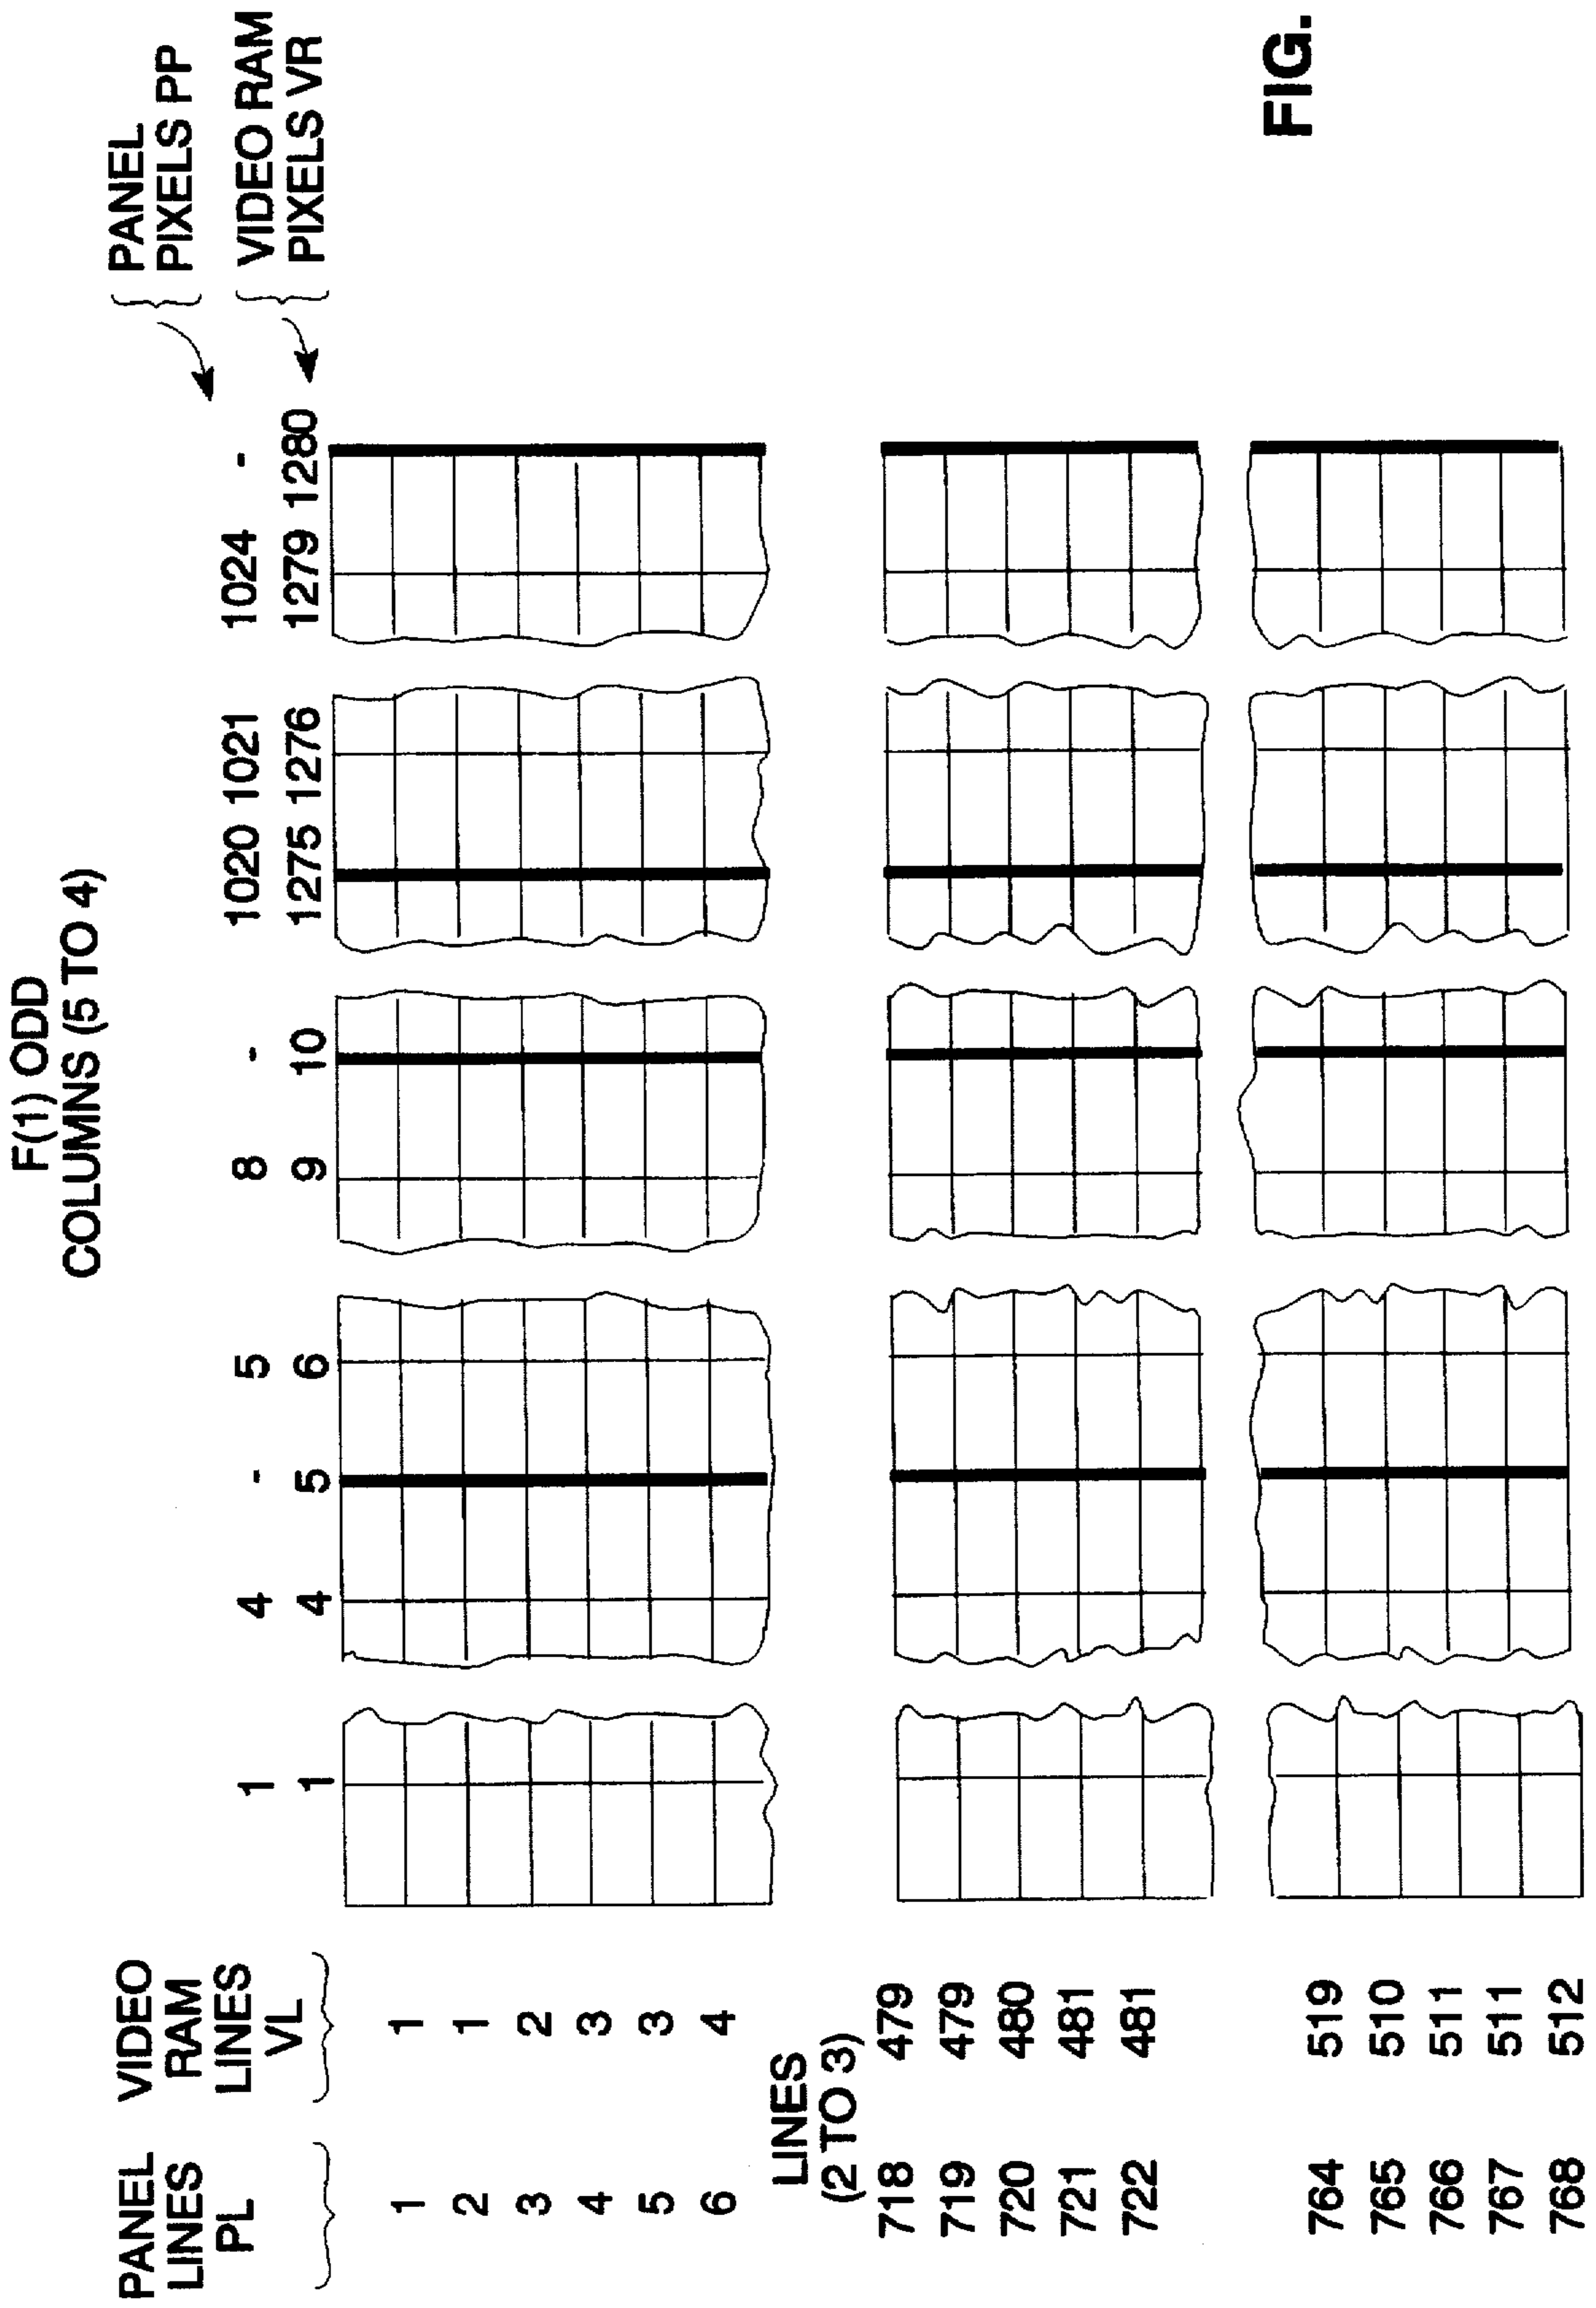 F(1) ODD
COLUMNS (5 TO 4)
PANEL
PIXELS PP
VIDEO RAM
PIXELS VR
1 4 - 5 8 - 1020 1021 1024 -
1 4 5 6 9 10 1275 1276 1279 1280
PANEL
LINES
PL
VIDEO
RAM
LINES
VL
1 1
2 1
3 2
4 3
5 3
6 4
LINES
(2 TO 3)
718 479
719 479
720 480
721 481
722 481
764 519
765 510
766 511
767 511
768 512
FIG.